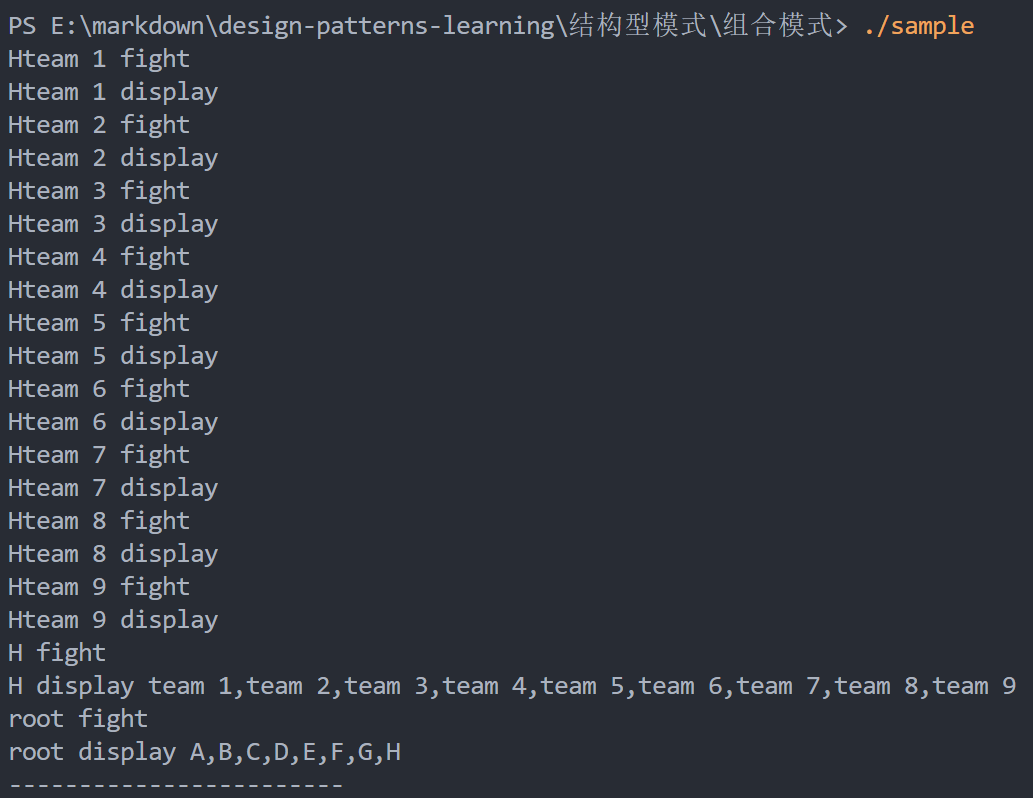 PS E:\markdown\design-patterns-learning\结构型模式\组合模式> ./sample
Hteam 1 fight
Hteam 1 display
Hteam 2 fight
Hteam 2 display
Hteam 3 fight
Hteam 3 display
Hteam 4 fight
Hteam 4 display
Hteam 5 fight
Hteam 5 display
Hteam 6 fight
Hteam 6 display
Hteam 7 fight
Hteam 7 display
Hteam 8 fight
Hteam 8 display
Hteam 9 fight
Hteam 9 display
H fight
H display team 1,team 2,team 3,team 4,team 5,team 6,team 7,team 8,team 9
root fight
root display A,B,C,D,E,F,G,H
------------------------